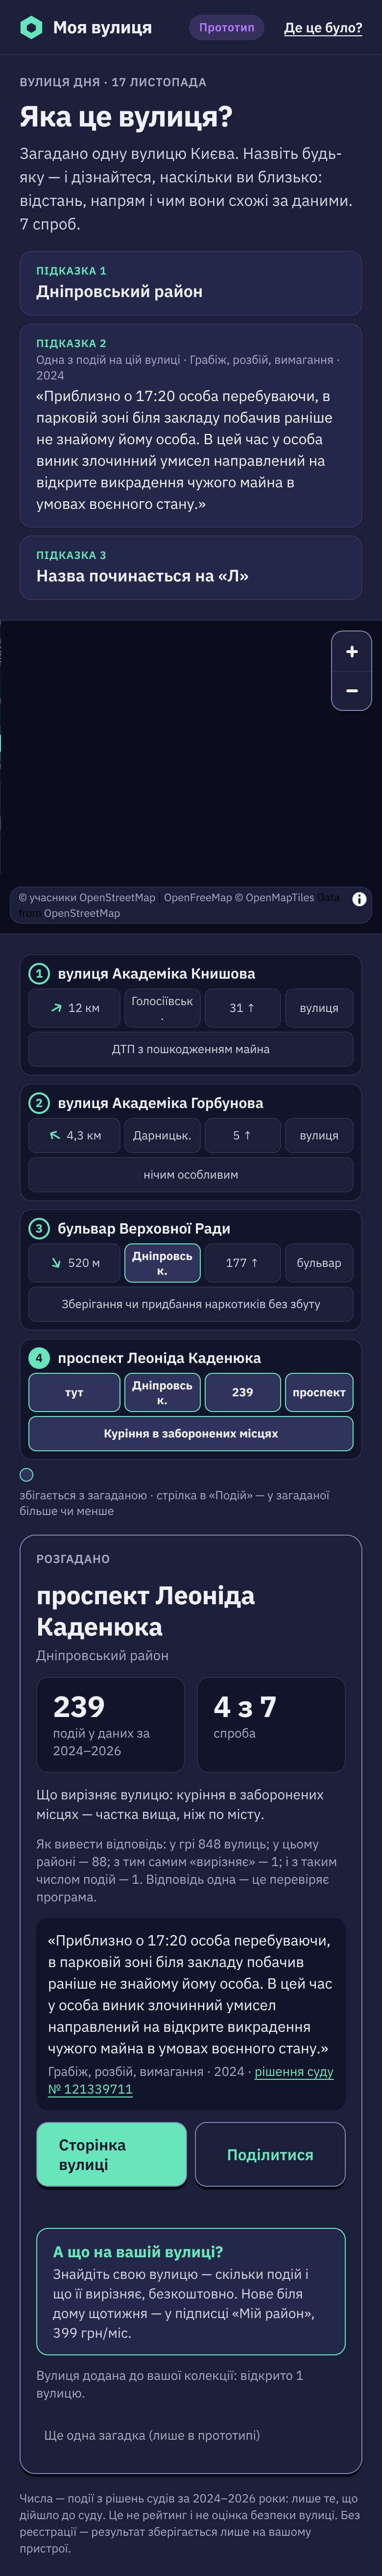 Моя вулиця
Прототип
Де це було?
ВУЛИЦЯ ДНЯ · 17 ЛИСТОПАДА
Яка це вулиця?
Загадано одну вулицю Києва. Назвіть будь-
яку — і дізнайтеся, наскільки ви близько:
відстань, напрям і чим вони схожі за даними.
7 спроб.
ПІДКАЗКА 1
Дніпровський район
ПІДКАЗКА 2
Одна з подій на цій вулиці · Грабіж, розбій, вимагання ·
2024
«Приблизно о 17:20 особа перебуваючи, в
парковій зоні біля закладу побачив раніше
не знайому йому особа. В цей час у особа
виник злочинний умисел направлений на
відкрите викрадення чужого майна в
умовах воєнного стану.»
ПІДКАЗКА 3
Назва починається на «Л»
+
−
© учасники OpenStreetMap | OpenFreeMap © OpenMapTiles Data
from OpenStreetMap
1 вулиця Академіка Книшова
12 км
Голосіївськ
.
31 ↑
вулиця
ДТП з пошкодженням майна
2 вулиця Академіка Горбунова
4,3 км
Дарницьк.
5 ↑
вулиця
нічим особливим
3 бульвар Верховної Ради
520 м
Дніпровсь
к.
177 ↑
бульвар
Зберігання чи придбання наркотиків без збуту
4 проспект Леоніда Каденюка
тут
Дніпровсь
к.
239
проспект
Куріння в заборонених місцях
збігається з загаданою · стрілка в «Подій» — у загаданої
більше чи менше
РОЗГАДАНО
проспект Леоніда
Каденюка
Дніпровський район
239
подій у даних за
2024–2026
4 з 7
спроба
Що вирізняє вулицю: куріння в заборонених
місцях — частка вища, ніж по місту.
Як вивести відповідь: у грі 848 вулиць; у цьому
районі — 88; з тим самим «вирізняє» — 1; і з таким
числом подій — 1. Відповідь одна — це перевіряє
програма.
«Приблизно о 17:20 особа перебуваючи,
в парковій зоні біля закладу побачив
раніше не знайому йому особа. В цей час
у особа виник злочинний умисел
направлений на відкрите викрадення
чужого майна в умовах воєнного стану.»
Грабіж, розбій, вимагання · 2024 · рішення суду
№ 121339711
Сторінка
вулиці
Поділитися
А що на вашій вулиці?
Знайдіть свою вулицю — скільки подій і
що її вирізняє, безкоштовно. Нове біля
дому щотижня — у підписці «Мій район»,
399 грн/міс.
Вулиця додана до вашої колекції: відкрито 1
вулицю.
Ще одна загадка (лише в прототипі)
Числа — події з рішень судів за 2024–2026 роки: лише те, що
дійшло до суду. Це не рейтинг і не оцінка безпеки вулиці. Без
реєстрації — результат зберігається лише на вашому
пристрої.